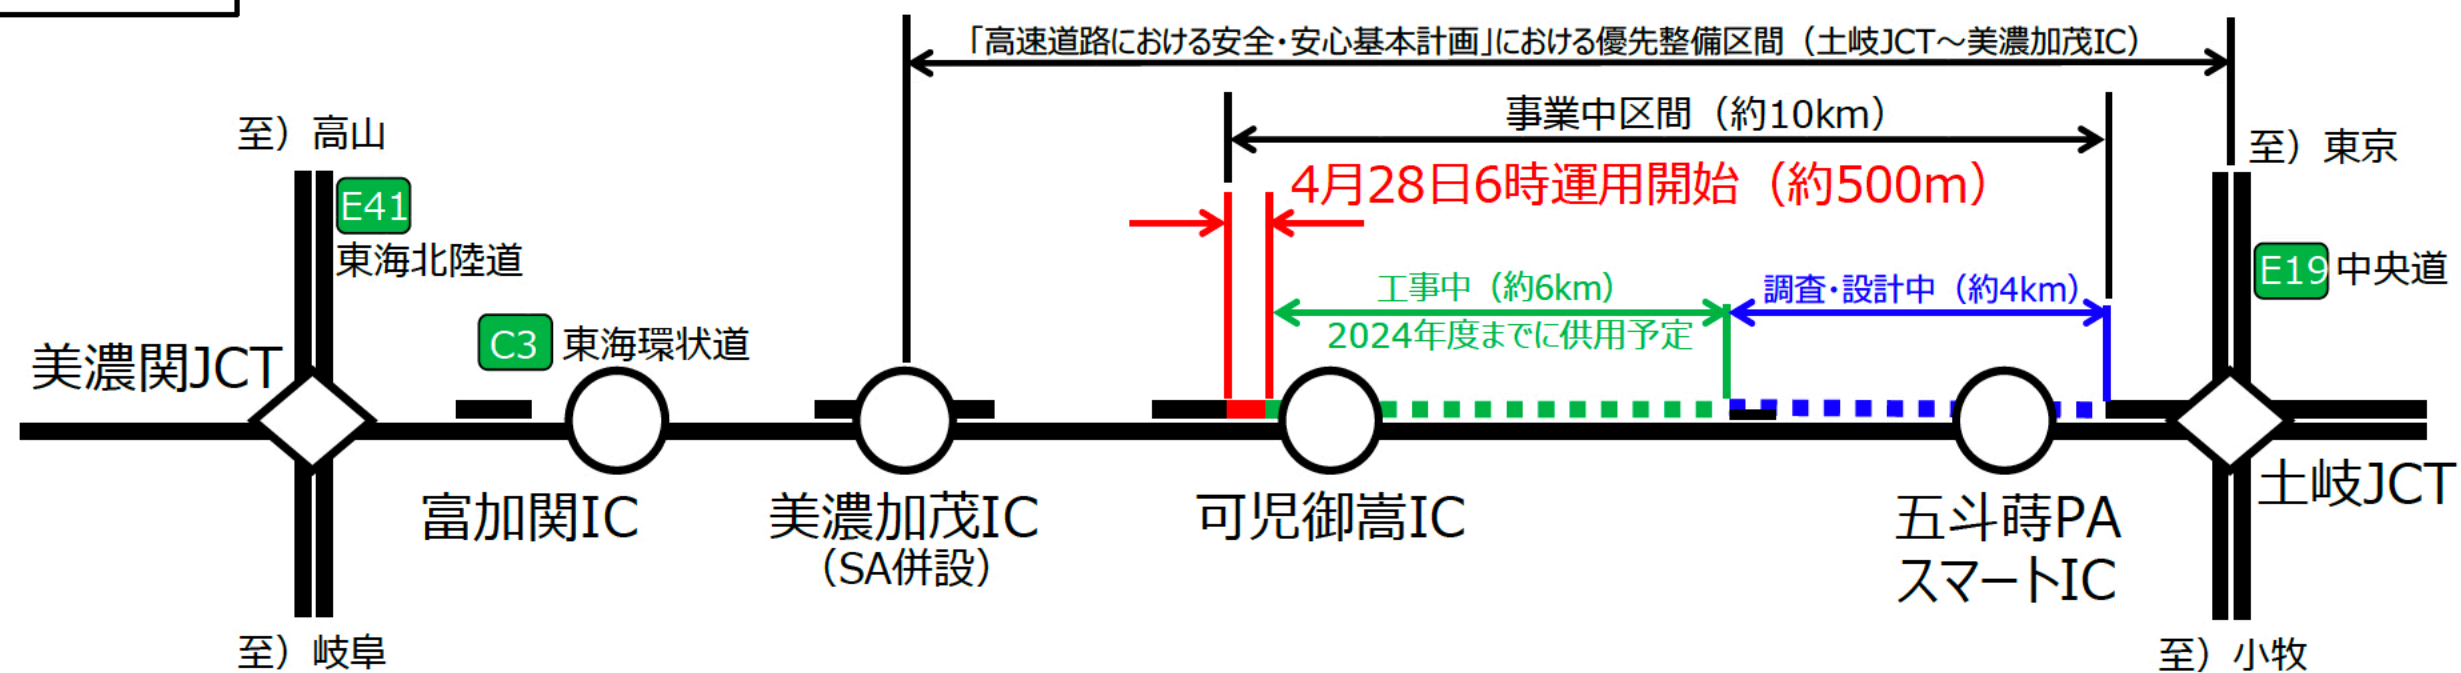 「高速道路における安全・安心基本計画」における優先整備区間（土岐JCT～美濃加茂IC）
事業中区間（約10km）
至）高山
至）東京
4月28日6時運用開始（約500m）
E41
東海北陸道
E19 中央道
工事中（約6km）
調査・設計中（約4km）
2024年度までに供用予定
C3 東海環状道
美濃関JCT
土岐JCT
富加関IC
美濃加茂IC
（SA併設）
可児御嵩IC
五斗蒔PA
スマートIC
至）岐阜
至）小牧